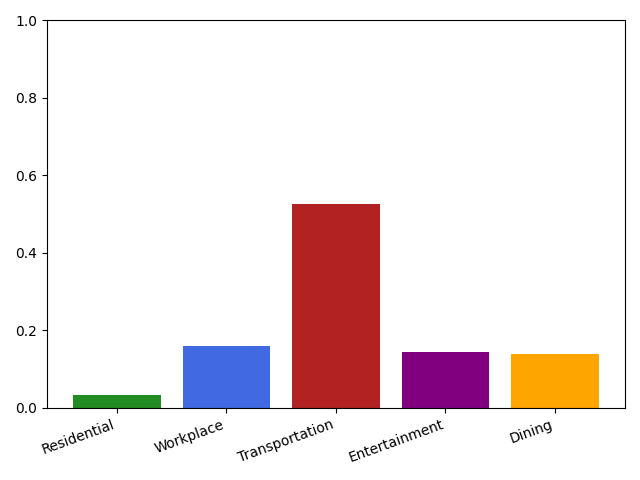 1.0
0.8
0.6
0.4
0.2
0.0
Residential
Workplace
Transportation
Entertainment
Dining